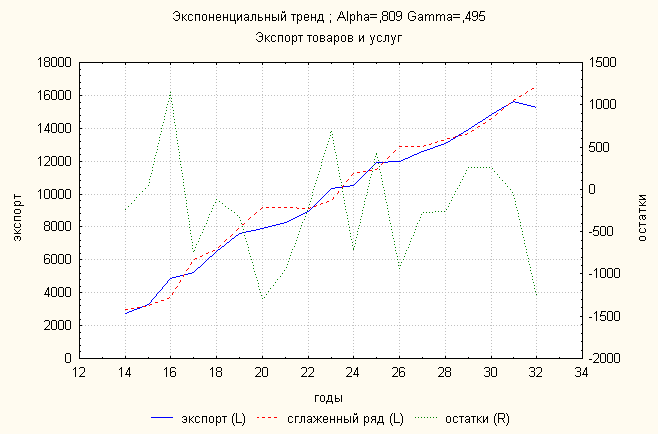 Экспоненциальный тренд ; Alpha=,809 Gamma=,495
Экспорт товаров и услуг
18000
16000
14000
12000
10000
8000
6000
4000
2000
0
экспорт
1500
1000
500
0
-500
-1000
-1500
-2000
остатки
12 14 16 18 20 22 24 26 28 30 32 34
годы
экспорт (L) сглаженный ряд (L) остатки (R)